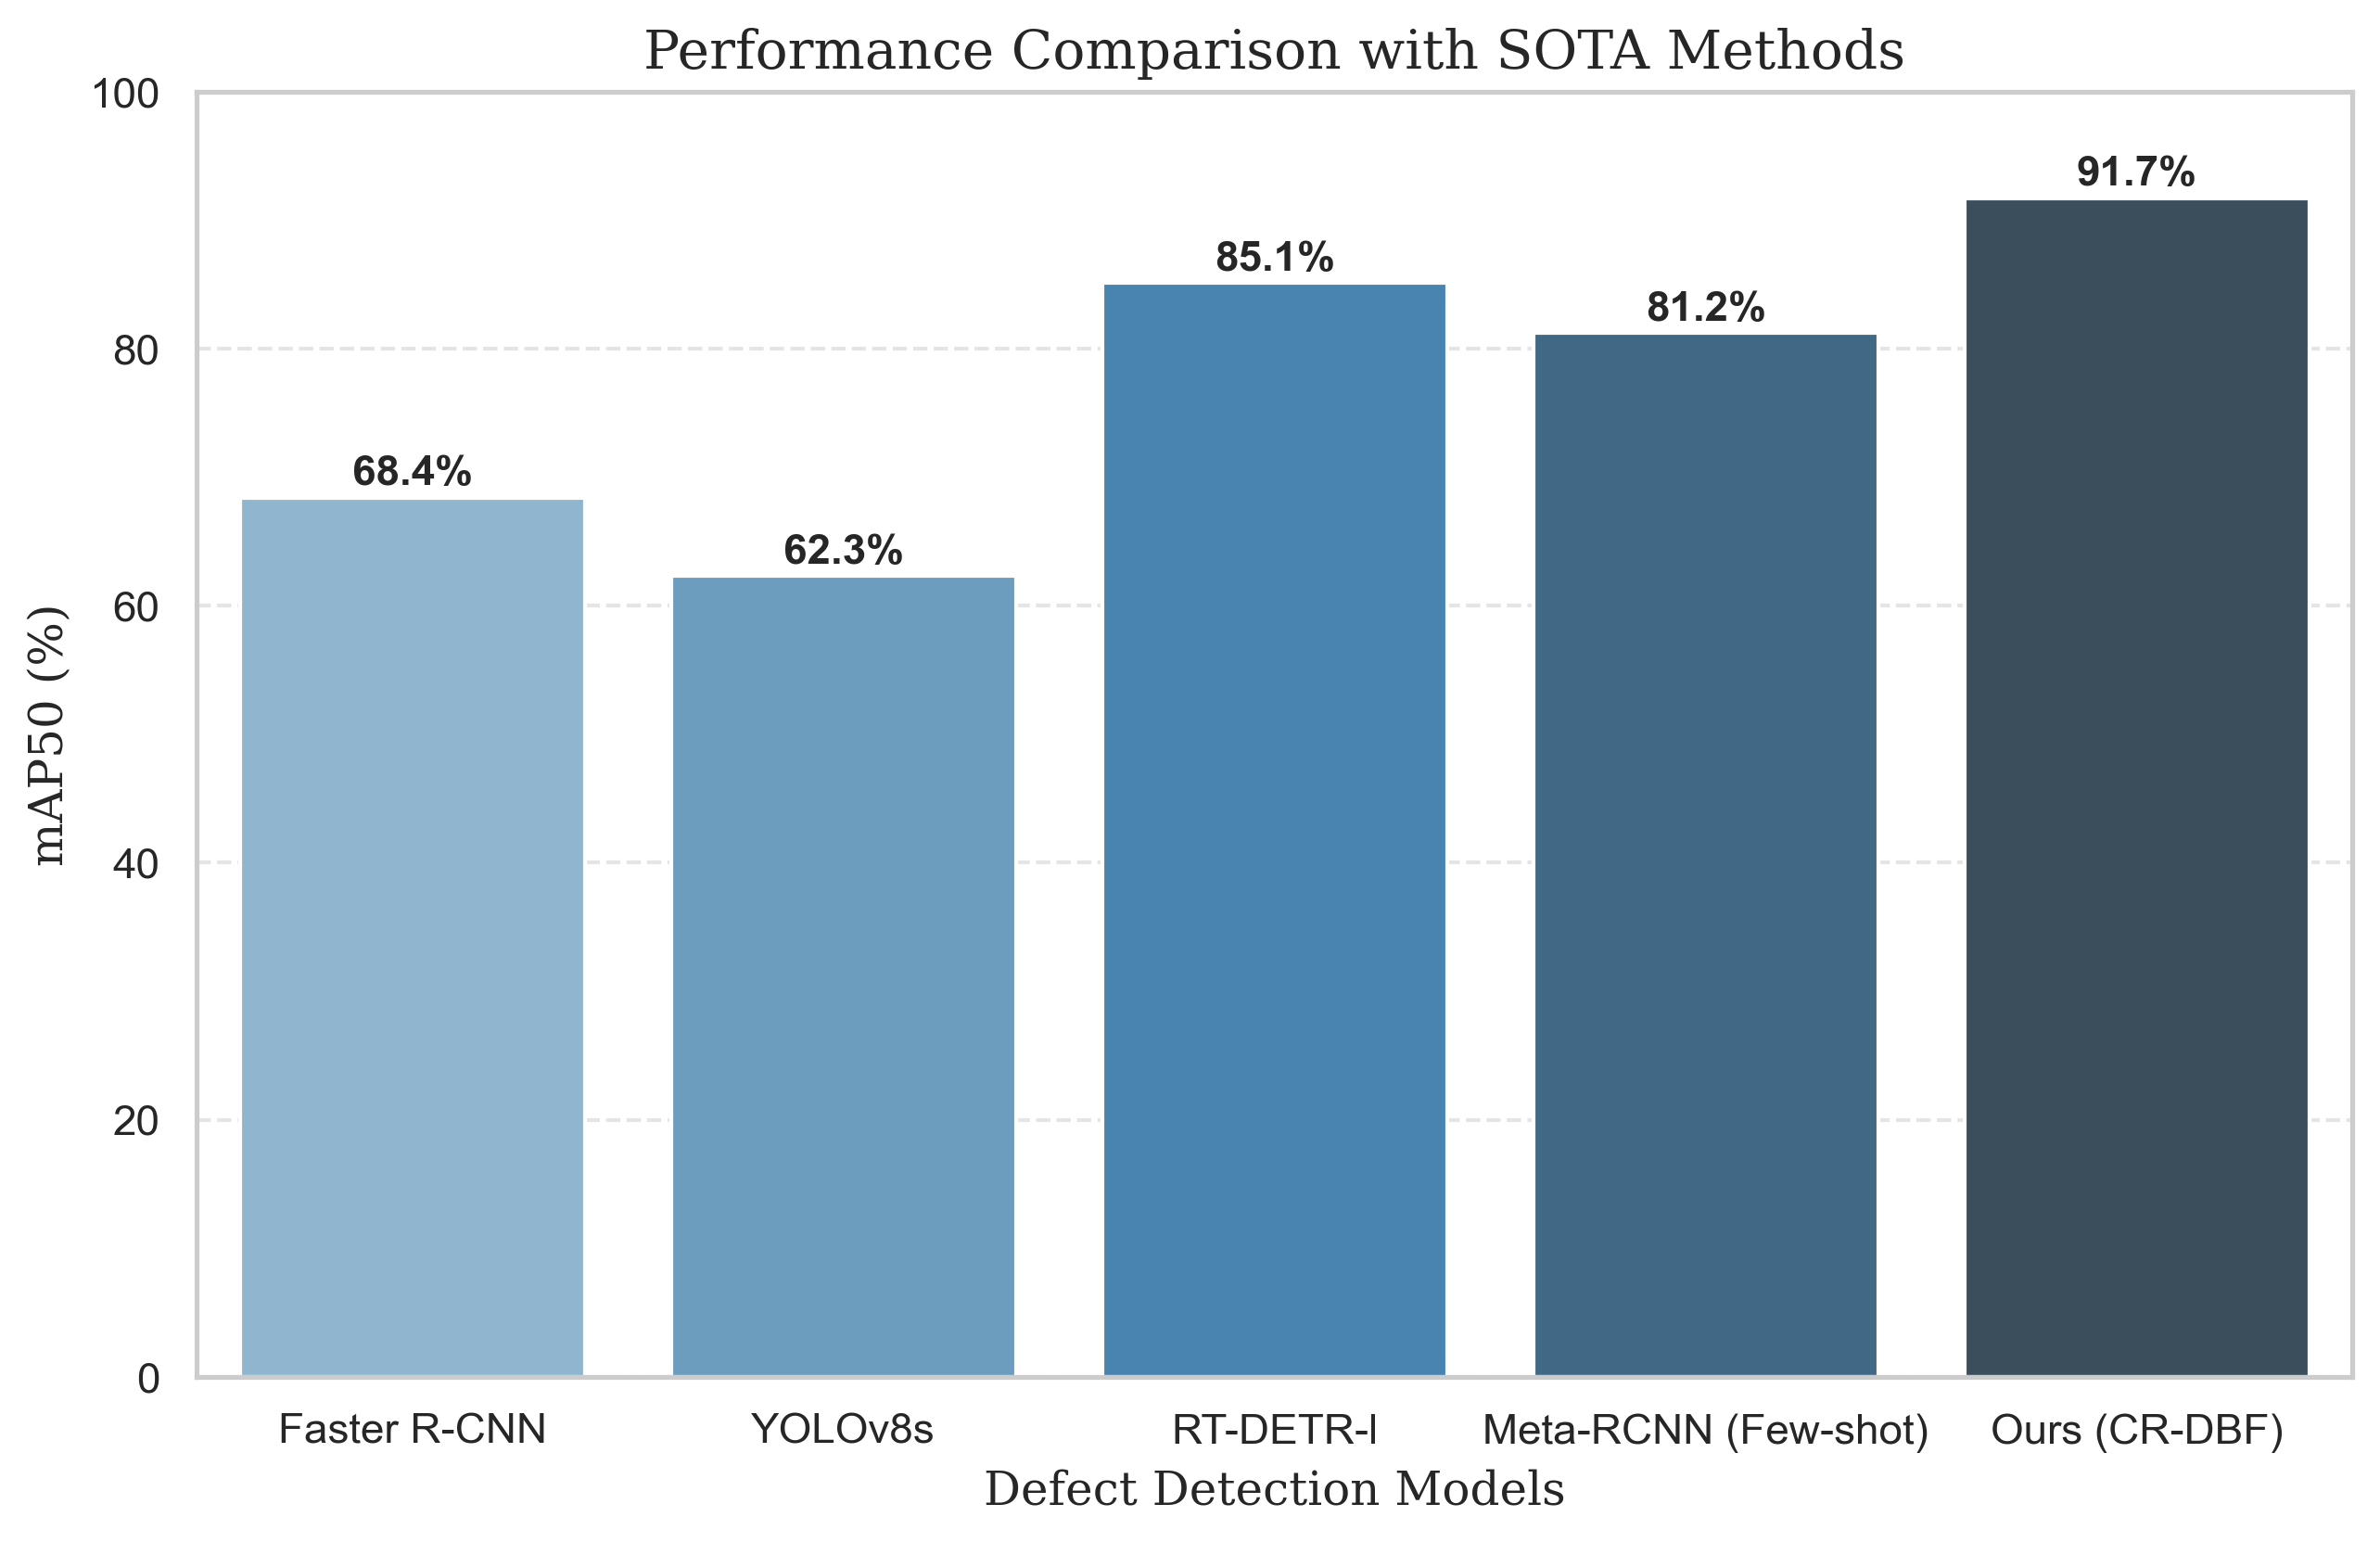 Performance Comparison with SOTA Methods
mAP50 (%)
100
80
60
40
20
0
68.4%
62.3%
85.1%
81.2%
91.7%
Faster R-CNN
YOLOv8s
RT-DETR-l
Meta-RCNN (Few-shot)
Ours (CR-DBF)
Defect Detection Models